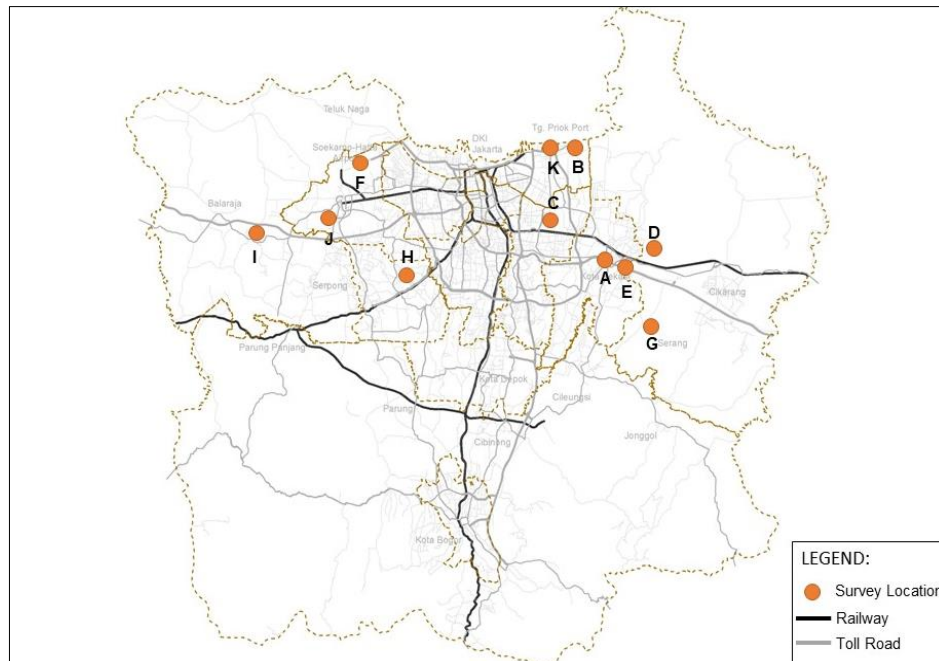 Teluk Naga
DKI
Jakarta
Tg. Priok Port
Soekarno-Hatta
F
K
B
Balaraja
C
J
I
D
H
A
E
Serpong
Cikarang
G
Serang
Parung Panjang
Kota Depok
Parung
Cileungsi
Cibinong
Jonggol
Kota Bogor
LEGEND:
Survey Location
Railway
Toll Road